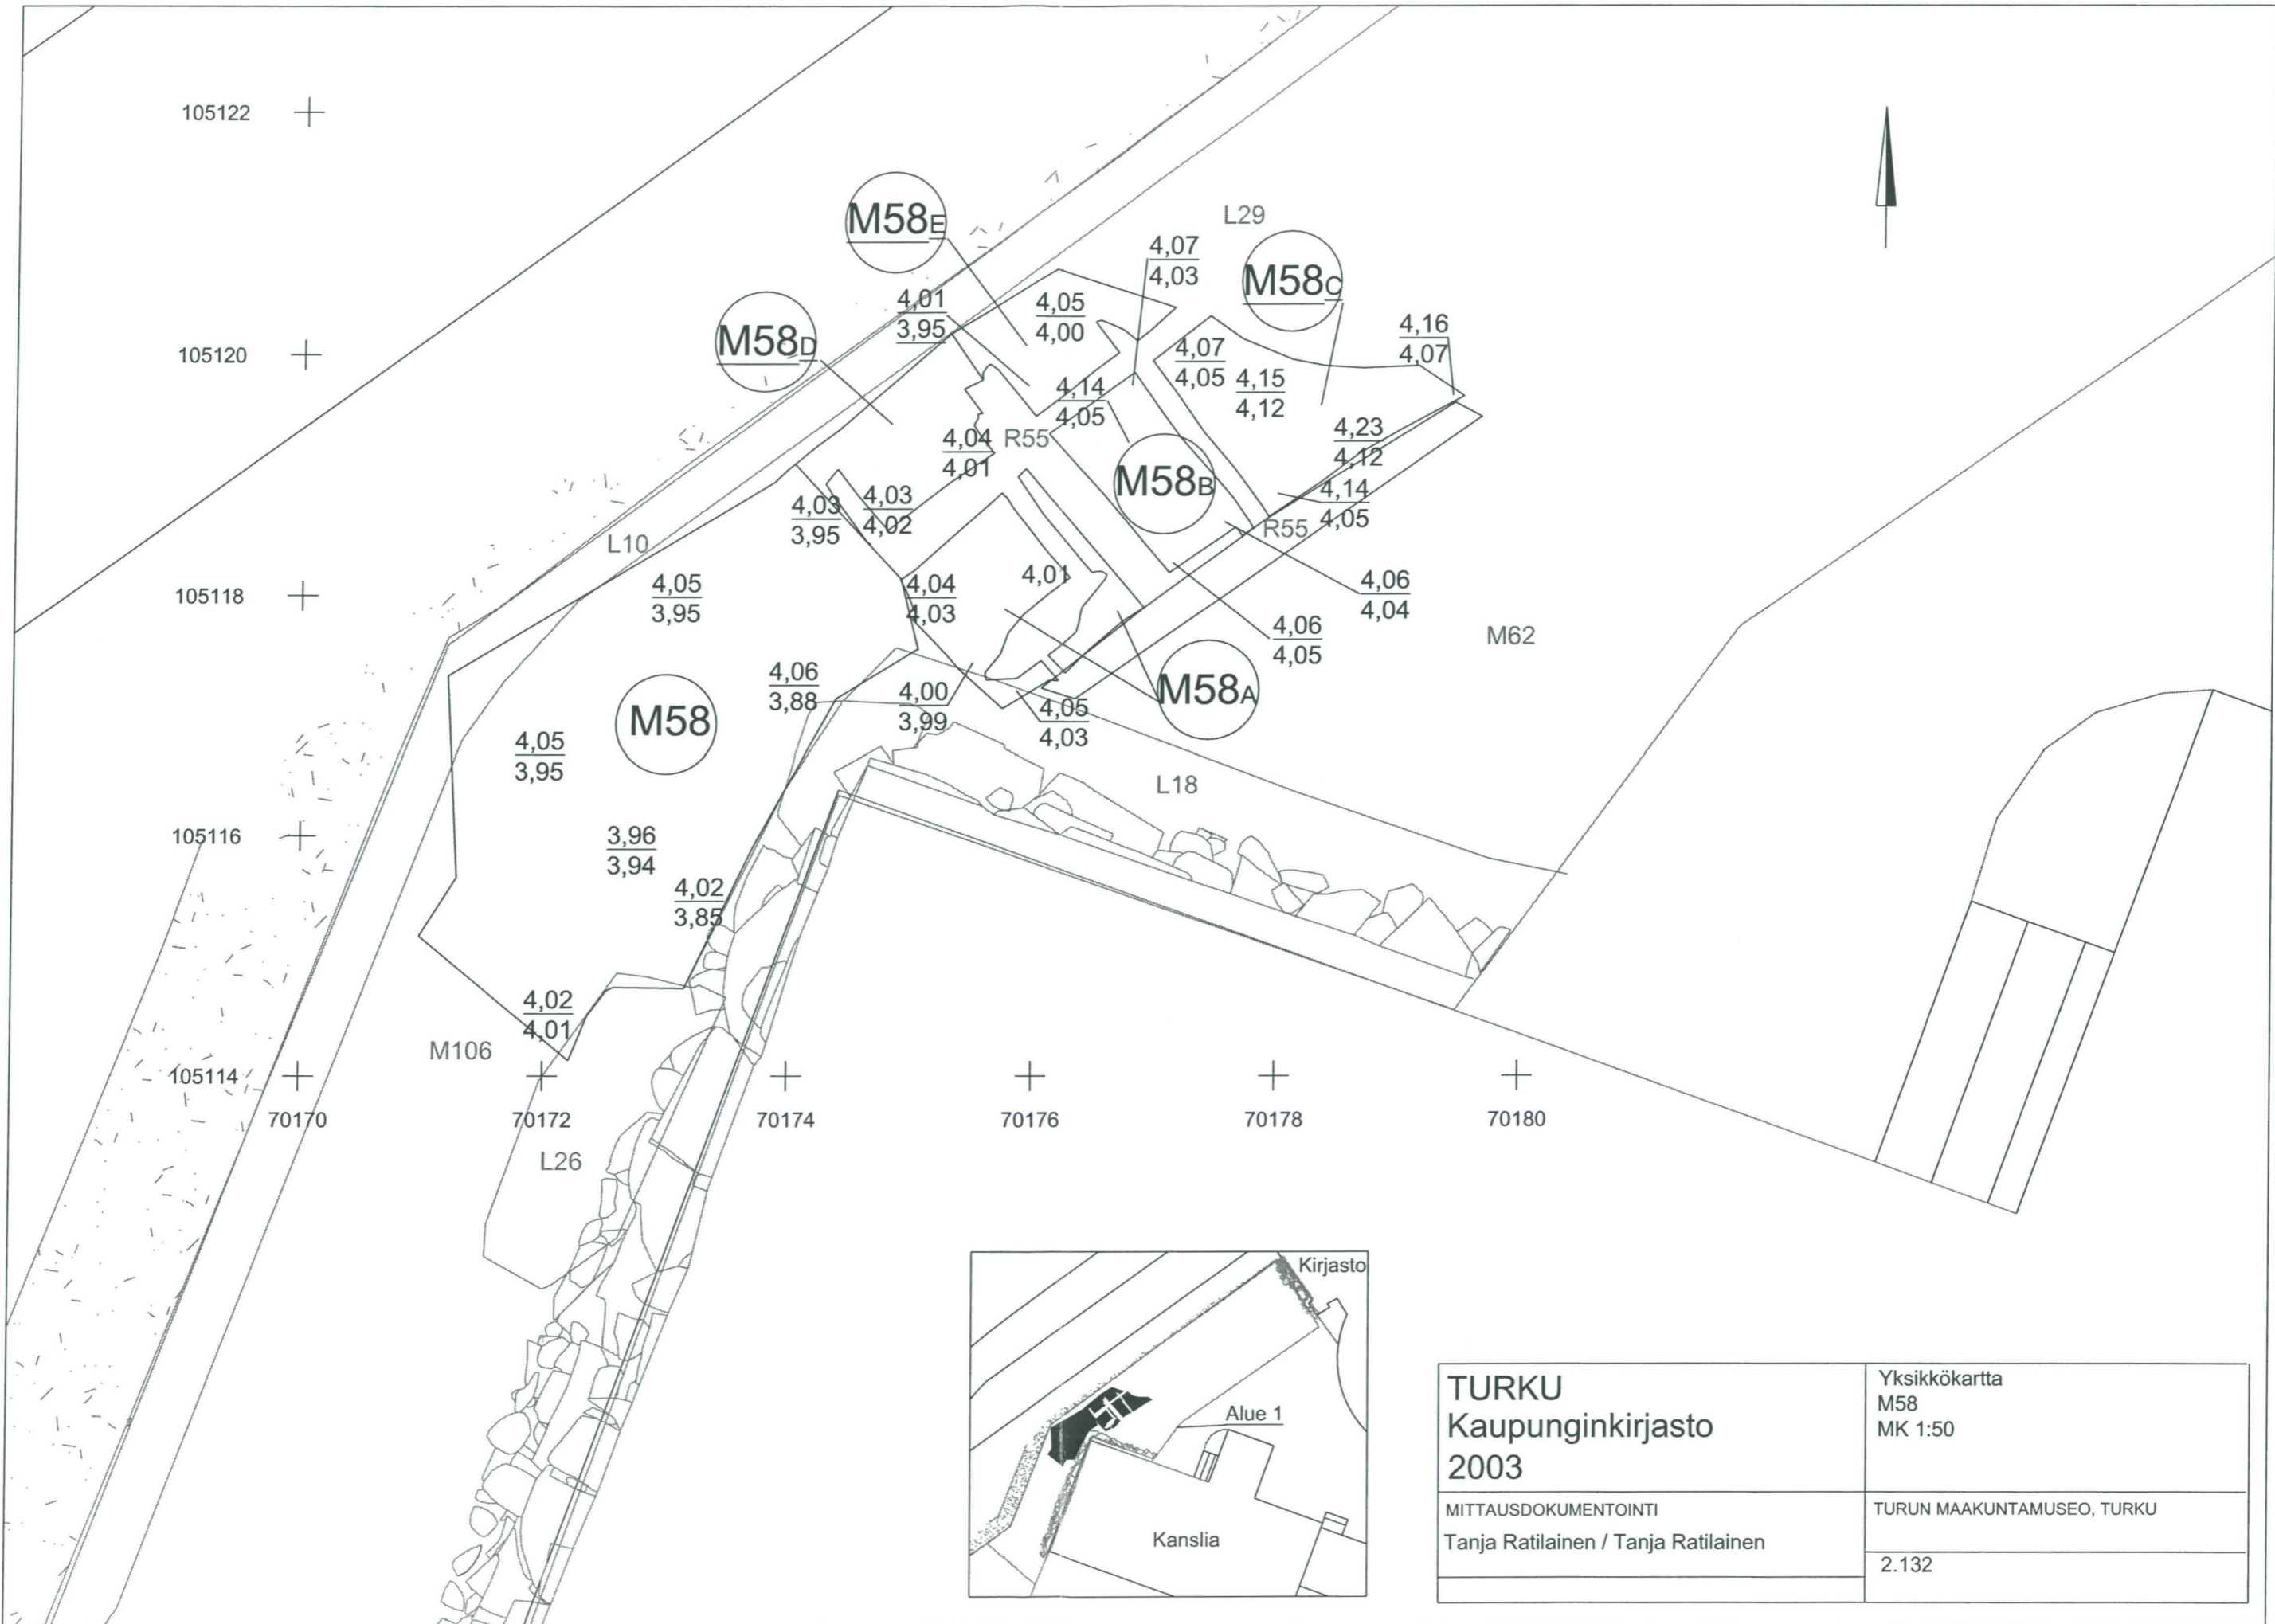 105122
L29
M58E
4,07
4,03
M58C
4,01
3,95
4,05
4,00
M58D
4,16
4,07
105120
4,07
4,05
4,15
4,12
4,14
4,05
4,23
4,12
4,04
4,01
R55
M58B
4,03
3,95
4,03
4,02
4,14
4,05
R55
L10
4,05
3,95
4,04
4,03
4,01
4,06
4,04
105118
4,06
4,05
M62
4,06
3,88
4,00
3,99
M58A
4,05
4,03
M58
4,05
3,95
L18
105116
3,96
3,94
4,02
3,85
4,02
4,01
M106
105114
70170
70172
70174
70176
70178
70180
L26
Kirjasto
Alue 1
Kanslia
TURKU
Kaupunginkirjasto
2003
Yksikkökartta
M58
MK 1:50
MITTAUSDOKUMENTOINTI
Tanja Ratilainen / Tanja Ratilainen
TURUN MAAKUNTAMUSEO, TURKU
2.132